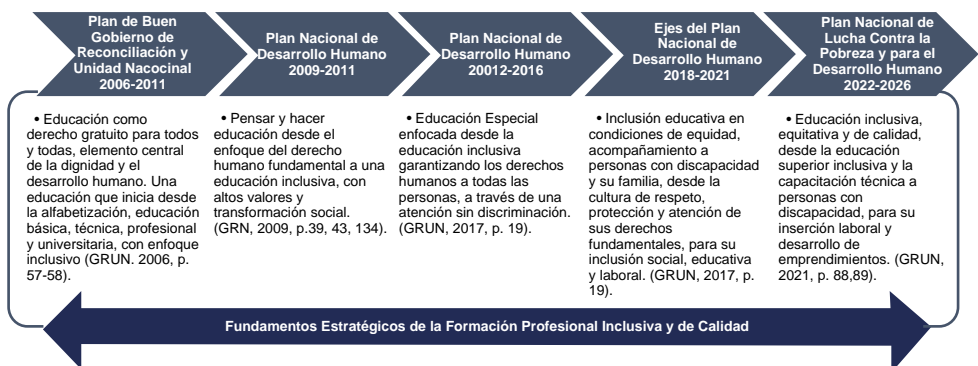 Plan de Buen
Gobierno de
Reconciliación y
Unidad Nacocinal
2006-2011
Plan Nacional de
Desarrollo Humano
2009-2011
Plan Nacional de
Desarrollo Humano
20012-2016
Ejes del Plan
Nacional de
Desarrollo Humano
2018-2021
Plan Nacional de
Lucha Contra la
Pobreza y para el
Desarrollo Humano
2022-2026
• Educación como
derecho gratuito para todos
y todas, elemento central
de la dignidad y el
desarrollo humano. Una
educación que inicia desde
la alfabetización, educación
básica, técnica, profesional
y universitaria, con enfoque
inclusivo (GRUN. 2006, p.
57-58).
• Pensar y hacer
educación desde el
enfoque del derecho
humano fundamental a una
educación inclusiva, con
altos valores y
transformación social.
(GRN, 2009, p.39, 43, 134).
• Educación Especial
enfocada desde la
educación inclusiva
garantizando los derechos
humanos a todas las
personas, a través de una
atención sin discriminación.
(GRUN, 2017, p. 19).
• Inclusión educativa en
condiciones de equidad,
acompañamiento a
personas con discapacidad
y su familia, desde la
cultura de respeto,
protección y atención de
sus derechos
fundamentales, para su
inclusión social, educativa
y laboral. (GRUN, 2017, p.
19).
• Educación inclusiva,
equitativa y de calidad,
desde la educación
superior inclusiva y la
capacitación técnica a
personas con
discapacidad, para su
inserción laboral y
desarrollo de
emprendimientos. (GRUN,
2021, p. 88,89).
Fundamentos Estratégicos de la Formación Profesional Inclusiva y de Calidad